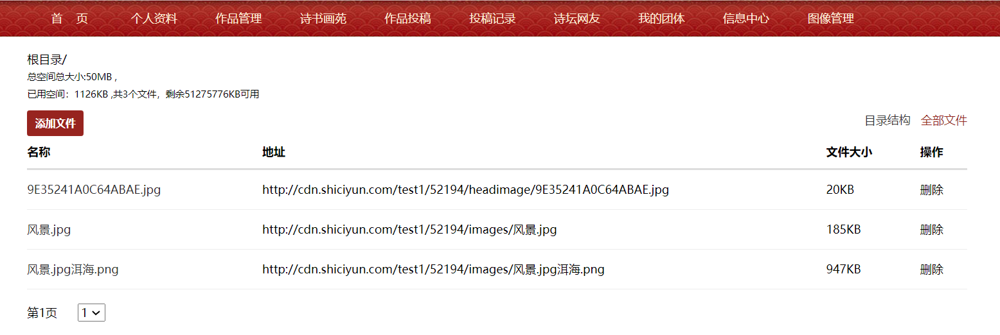 首 页 个人资料 作品管理 诗书画苑 作品投稿 投稿记录 诗坛网友 我的团体 信息中心 图像管理
根目录/
总空间总大小:50MB ,
已用空间：1126KB ,共3个文件，剩余51275776KB可用
添加文件 目录结构 全部文件
名称 地址 文件大小 操作
9E35241A0C64ABAE.jpg http://cdn.shiciyun.com/test1/52194/headimage/9E35241A0C64ABAE.jpg 20KB 删除
风景.jpg http://cdn.shiciyun.com/test1/52194/images/风景.jpg 185KB 删除
风景.jpg洱海.png http://cdn.shiciyun.com/test1/52194/images/风景.jpg洱海.png 947KB 删除
第1页 1